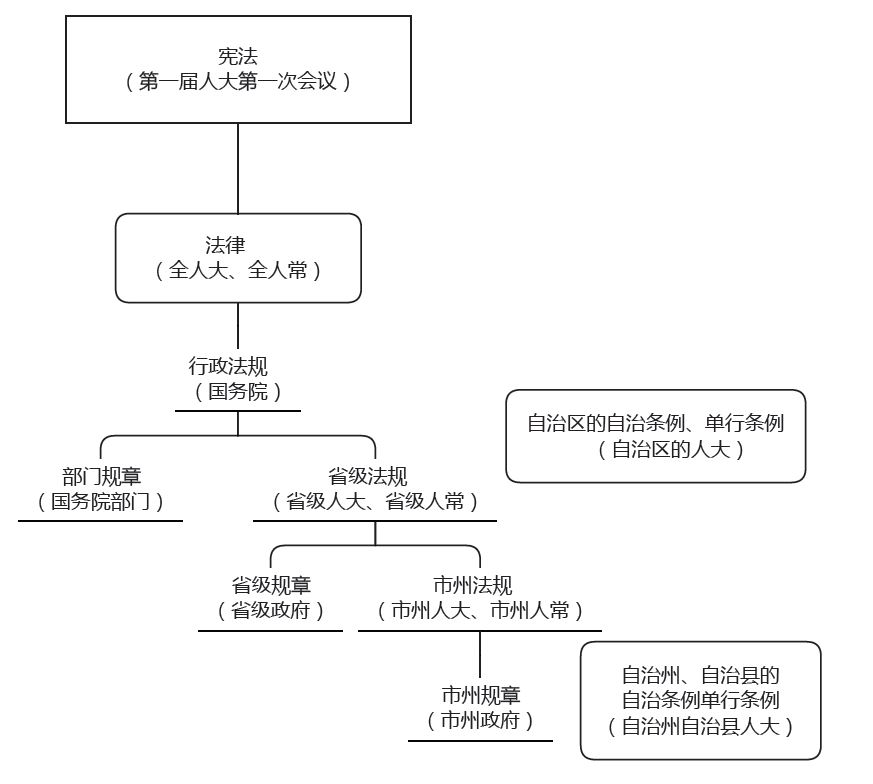 宪法
（第一届人大第一次会议）
法律
（全人大、全人常）
行政法规
（国务院）
自治区的自治条例、单行条例
（自治区的人大）
部门规章
（国务院部门）
省级法规
（省级人大、省级人常）
省级规章
（省级政府）
市州法规
（市州人大、市州人常）
自治州、自治县的
自治条例单行条例
（自治州自治县人大）
市州规章
（市州政府）